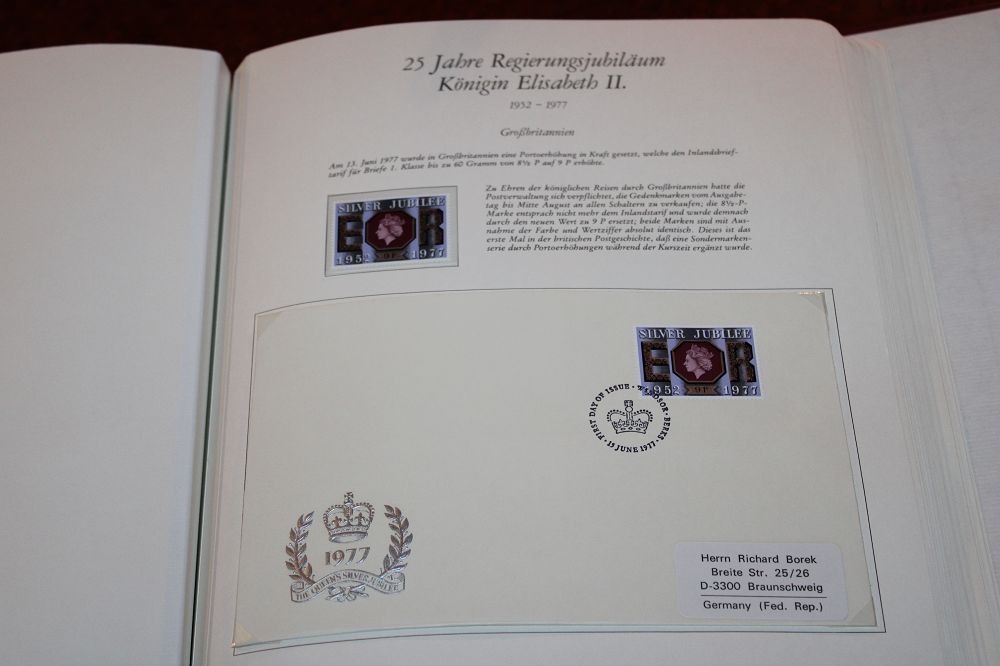 25 Jahre Regierungsjubiläum
Königin Elisabeth II.
1952 – 1977
Großbritannien
Am 13. Juni 1977 wurde in Großbritannien eine Portoerhöhung in Kraft gesetzt, welche den Inlandsbrief-
tarif für Briefe 1. Klasse bis zu 60 Gramm von 8½ P auf 9 P erhöhte.
Zu Ehren der königlichen Reisen durch Großbritannien hatte die
Postverwaltung sich verpflichtet, die Gedenkmarken vom Ausgabe-
tag bis Mitte August an allen Schaltern zu verkaufen; die 8½-P-
Marke entsprach nicht mehr dem Inlandstarif und wurde demnach
durch den neuen Wert zu 9 P ersetzt; beide Marken sind mit Aus-
nahme der Farbe und Wertziffer absolut identisch. Dieses ist das
erste Mal in der britischen Postgeschichte, daß eine Sondermarken-
serie durch Portoerhöhungen während der Kurszeit ergänzt wurde.
SILVER JUBILEE
E R
1952 9P 1977
SILVER JUBILEE
E R
1952 9P 1977
FIRST DAY OF ISSUE · WINDSOR · BERKS ·
13 JUNE 1977
1977
THE QUEEN'S SILVER JUBILEE
Herrn Richard Borek
Breite Str. 25/26
D-3300 Braunschweig
Germany (Fed. Rep.)